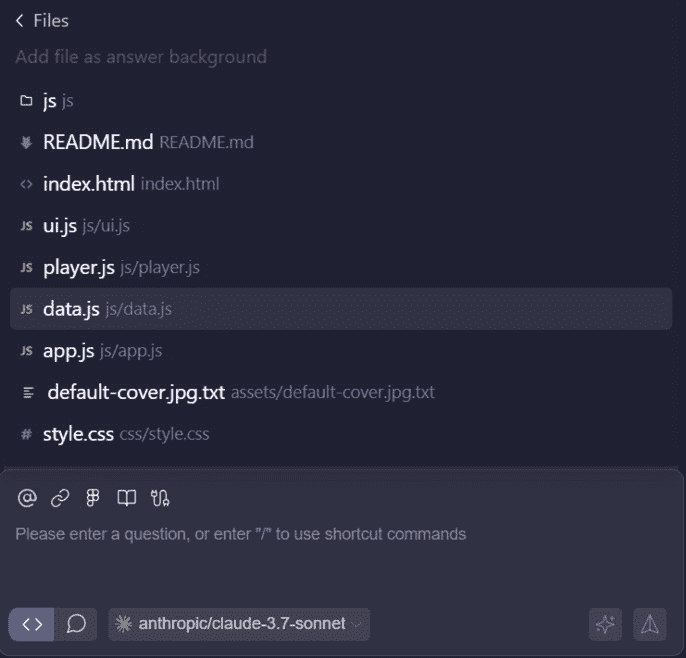 Files
Add file as answer background
js js
README.md README.md
<> index.html index.html
JS ui.js js/ui.js
JS player.js js/player.js
JS data.js js/data.js
JS app.js js/app.js
default-cover.jpg.txt assets/default-cover.jpg.txt
# style.css css/style.css
Please enter a question, or enter "/" to use shortcut commands
anthropic/claude-3.7-sonnet